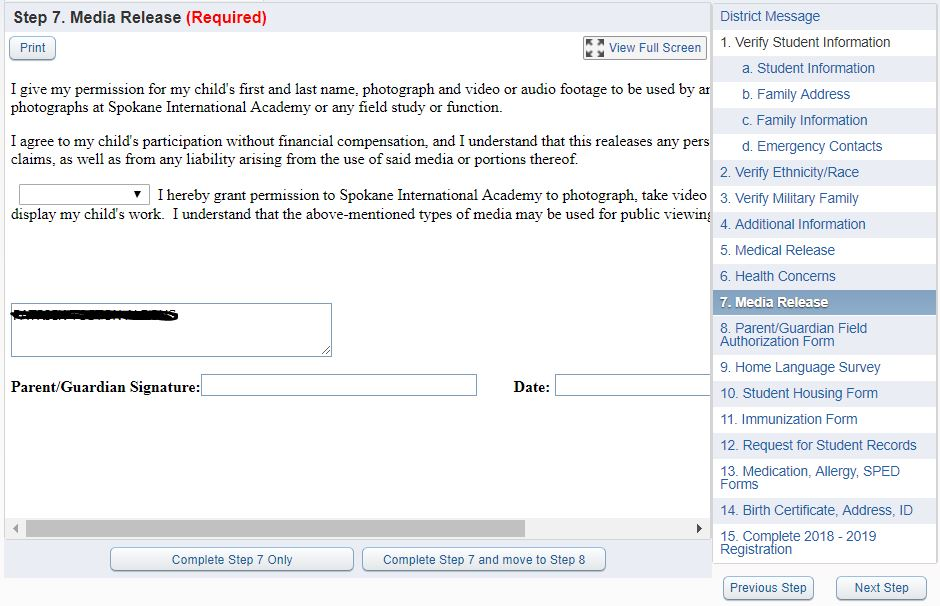 Step 7. Media Release (Required)
Print
View Full Screen
I give my permission for my child's first and last name, photograph and video or audio footage to be used by
photographs at Spokane International Academy or any field study or function.
I agree to my child's participation without financial compensation, and I understand that this realeases any pers
claims, as well as from any liability arising from the use of said media or portions thereof.
I hereby grant permission to Spokane International Academy to photograph, take video
display my child's work. I understand that the above-mentioned types of media may be used for public viewing
Parent/Guardian Signature:
Date:
Complete Step 7 Only
Complete Step 7 and move to Step 8
District Message
1. Verify Student Information
a. Student Information
b. Family Address
c. Family Information
d. Emergency Contacts
2. Verify Ethnicity/Race
3. Verify Military Family
4. Additional Information
5. Medical Release
6. Health Concerns
7. Media Release
8. Parent/Guardian Field
Authorization Form
9. Home Language Survey
10. Student Housing Form
11. Immunization Form
12. Request for Student Records
13. Medication, Allergy, SPED
Forms
14. Birth Certificate, Address, ID
15. Complete 2018 - 2019
Registration
Previous Step
Next Step